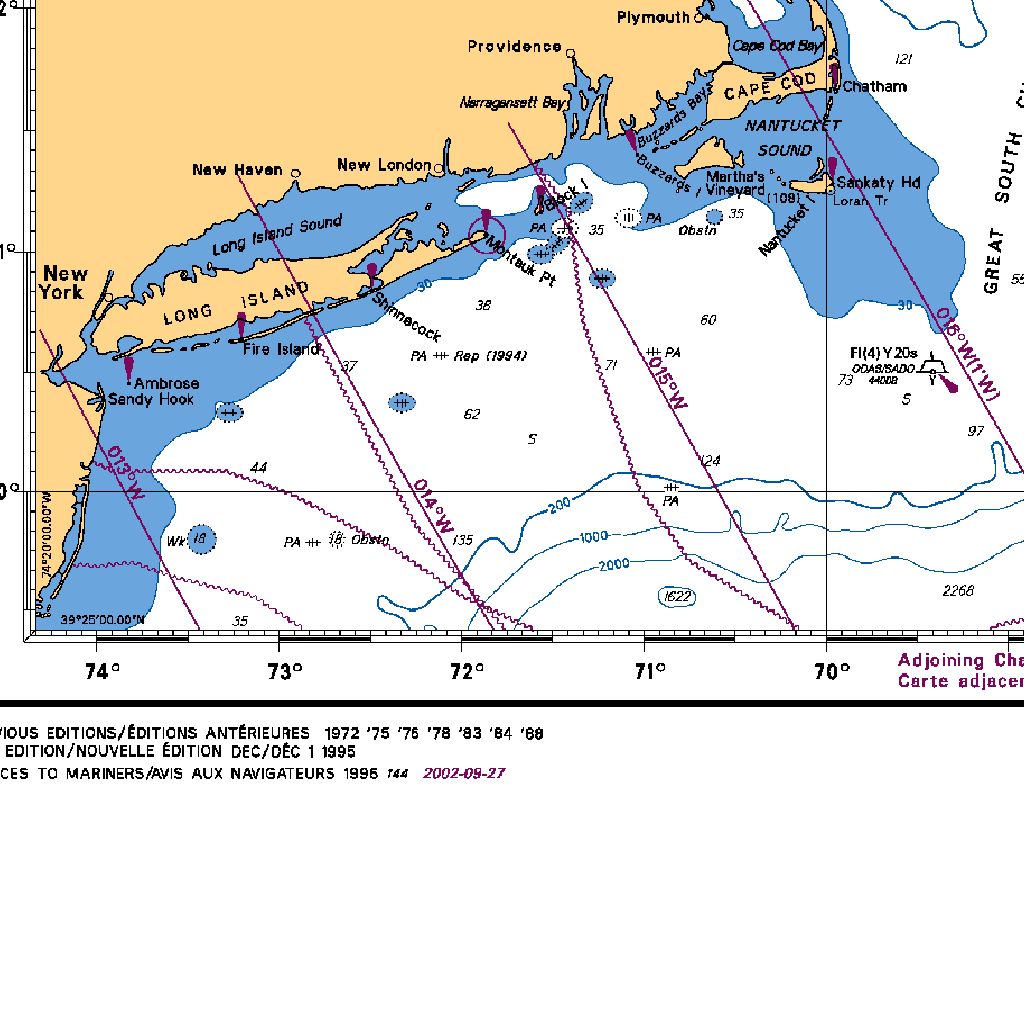 2°
Plymouth
Providence
Cape Cod Bay
121
CAPE COD
Chatham
Narragansett Bay
Buzzards Bay
NANTUCKET
SOUND
GREAT SOUTH
New Haven
New London
Buzzards
Martha's
Vineyard
(109)
Sankaty Hd
Loran Tr
Nantucket I
Block I
8
PA
35
PA
35
Obstn
Long Island Sound
1°
Montauk Pt
New
York
LONG ISLAND
Shinnecock
30
38
60
30
016°W(1'W)
Fire Island
PA Rep (1994)
37
71
PA
015°W
Fl(4) Y 20s
ODAS/SADO
44008
Y
73
S
Ambrose
Sandy Hook
62
S
97
013°W
44
124
0°
PA
014°W
200
74°20'00.00"W
Wk 18
PA
18 Obstn
135
1000
2000
1622
2268
39°25'00.00"N
35
74°
73°
72°
71°
70°
Adjoining Cha
Carte adjacen
IOUS EDITIONS/ÉDITIONS ANTÉRIEURES 1972 '75 '76 '78 '83 '84 '88
EDITION/NOUVELLE ÉDITION DEC/DÉC 1 1995
CES TO MARINERS/AVIS AUX NAVIGATEURS 1996 144 2002-09-27